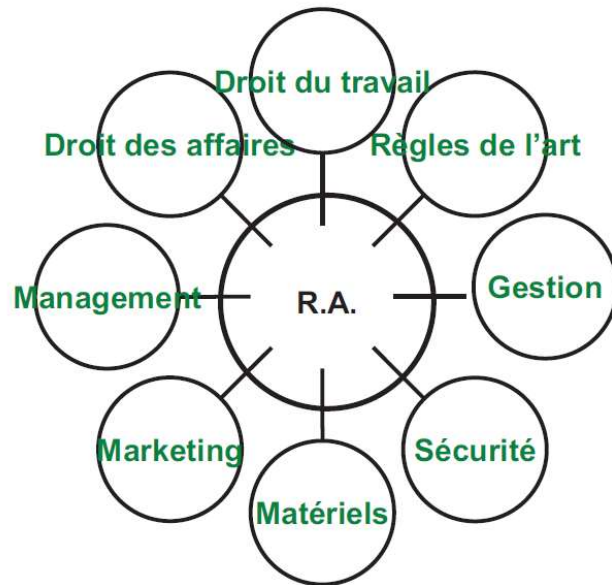 Droit du travail
Droit des affaires
Règles de l’art
Management
R.A.
Gestion
Marketing
Sécurité
Matériels